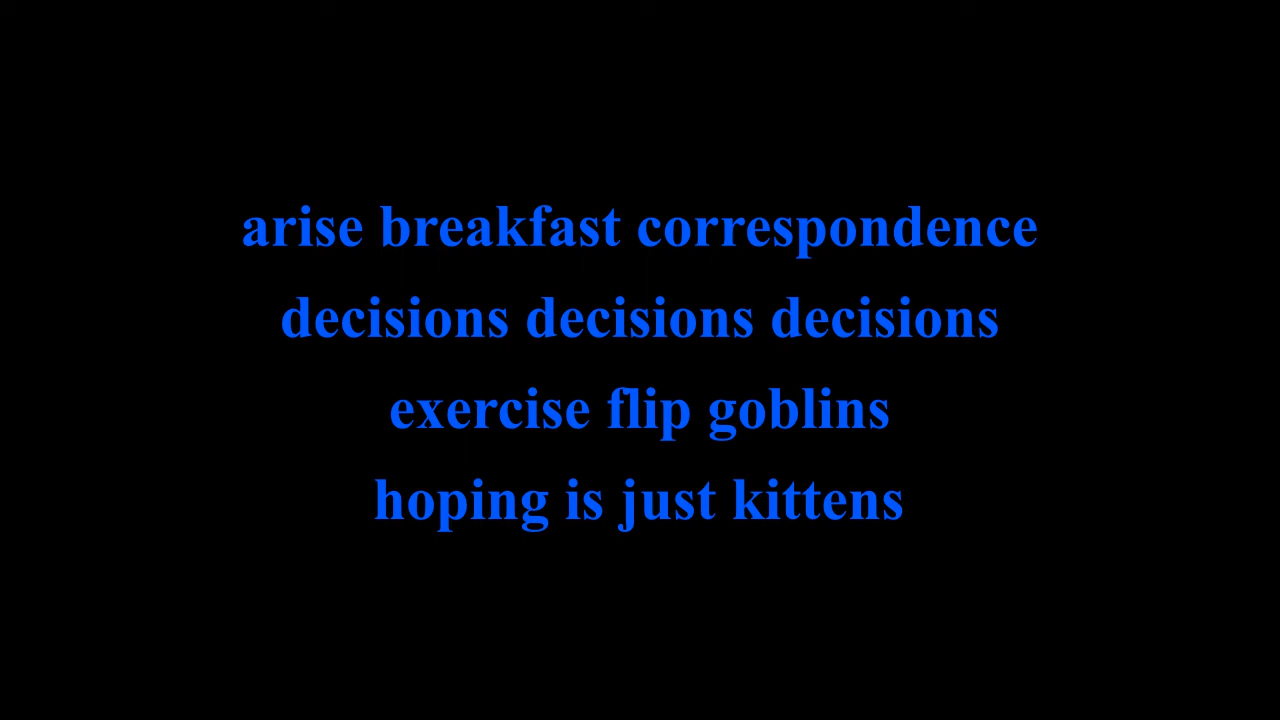 arise breakfast correspondence
decisions decisions decisions
exercise flip goblins
hoping is just kittens